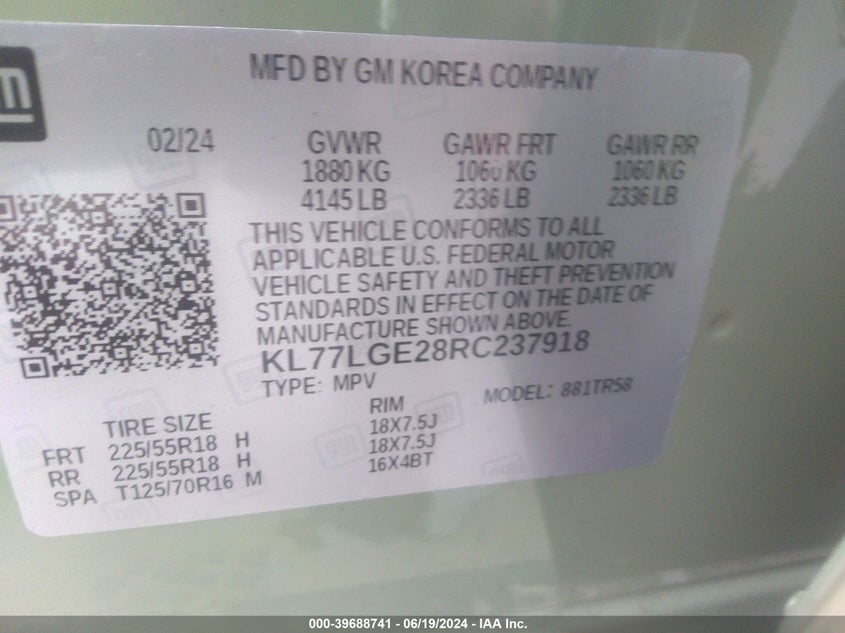 gm
MFD BY GM KOREA COMPANY
02/24 GVWR GAWR FRT GAWR RR
1880 KG 1060 KG 1060 KG
4145 LB 2336 LB 2336 LB
THIS VEHICLE CONFORMS TO ALL
APPLICABLE U.S. FEDERAL MOTOR
VEHICLE SAFETY AND THEFT PREVENTION
STANDARDS IN EFFECT ON THE DATE OF
MANUFACTURE SHOWN ABOVE.
KL77LGE28RC237918
TYPE: MPV MODEL: 881TR58
TIRE SIZE RIM
FRT 225/55R18 H 18X7.5J
RR 225/55R18 H 18X7.5J
SPA T125/70R16 M 16X4BT
000-39688741 - 06/19/2024 - IAA Inc.